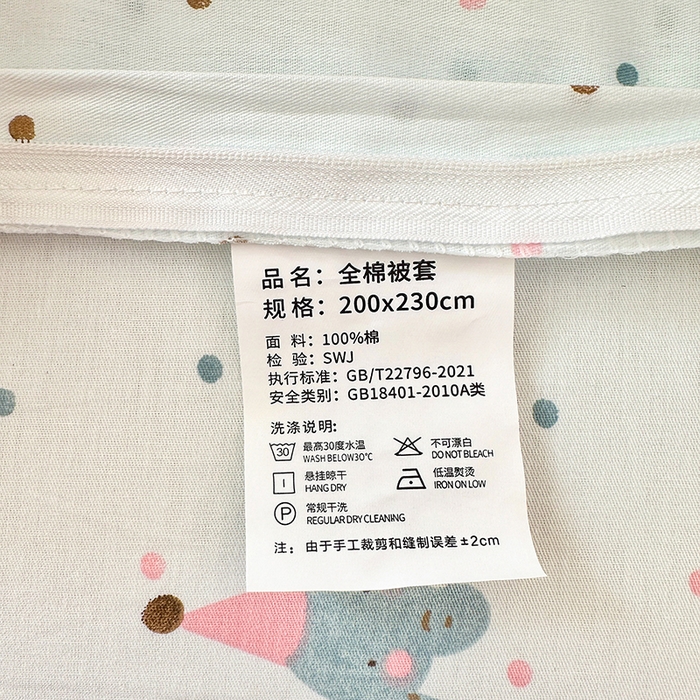 品 名：全棉被套
规 格：200x230cm
面 料：100%棉
检 验：SWJ
执行标准：GB/T22796-2021
安全类别：GB18401-2010A类
洗涤说明:
30 最高30度水温 不可漂白
WASH BELOW30°C DO NOT BLEACH
悬挂晾干 低温熨烫
HANG DRY IRON ON LOW
P 常规干洗
REGULAR DRY CLEANING
注：由于手工裁剪和缝制误差±2cm